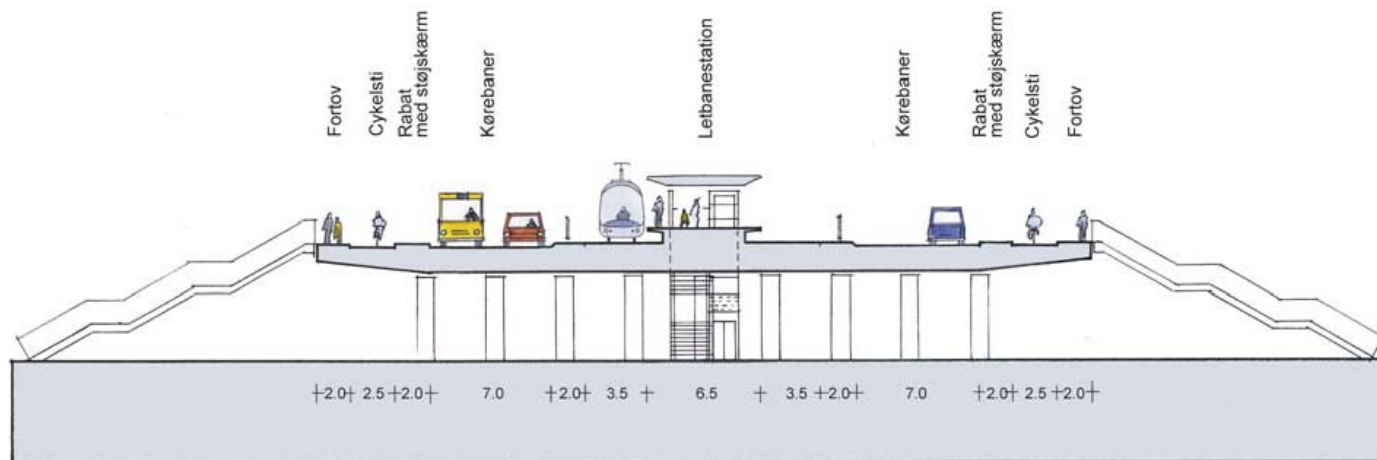 Fortov
Cykelsti
Rabat
med støjskærm
Kørebaner
Letbanestation
Kørebaner
Rabat
med støjskærm
Cykelsti
Fortov
2.0 2.5 2.0 7.0 2.0 3.5 6.5 3.5 2.0 7.0 2.0 2.5 2.0